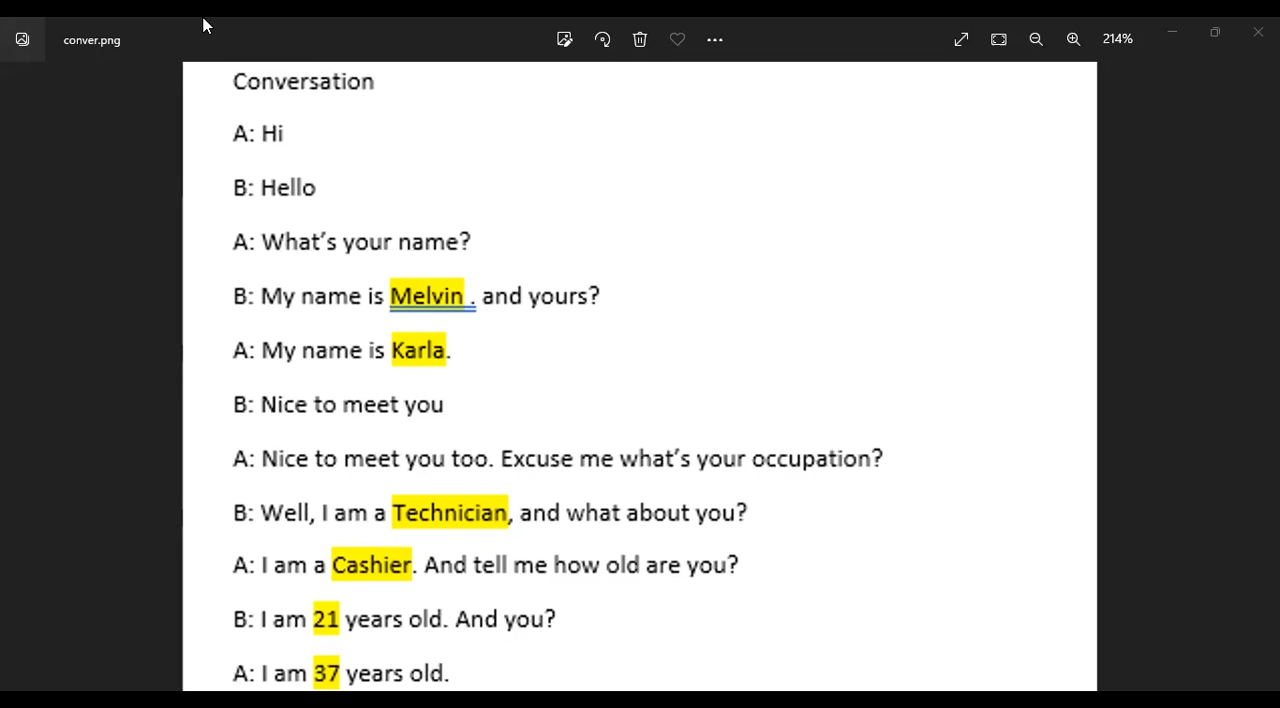 conver.png
214%
Conversation
A: Hi
B: Hello
A: What's your name?
B: My name is Melvin . and yours?
A: My name is Karla.
B: Nice to meet you
A: Nice to meet you too. Excuse me what's your occupation?
B: Well, I am a Technician, and what about you?
A: I am a Cashier. And tell me how old are you?
B: I am 21 years old. And you?
A: I am 37 years old.